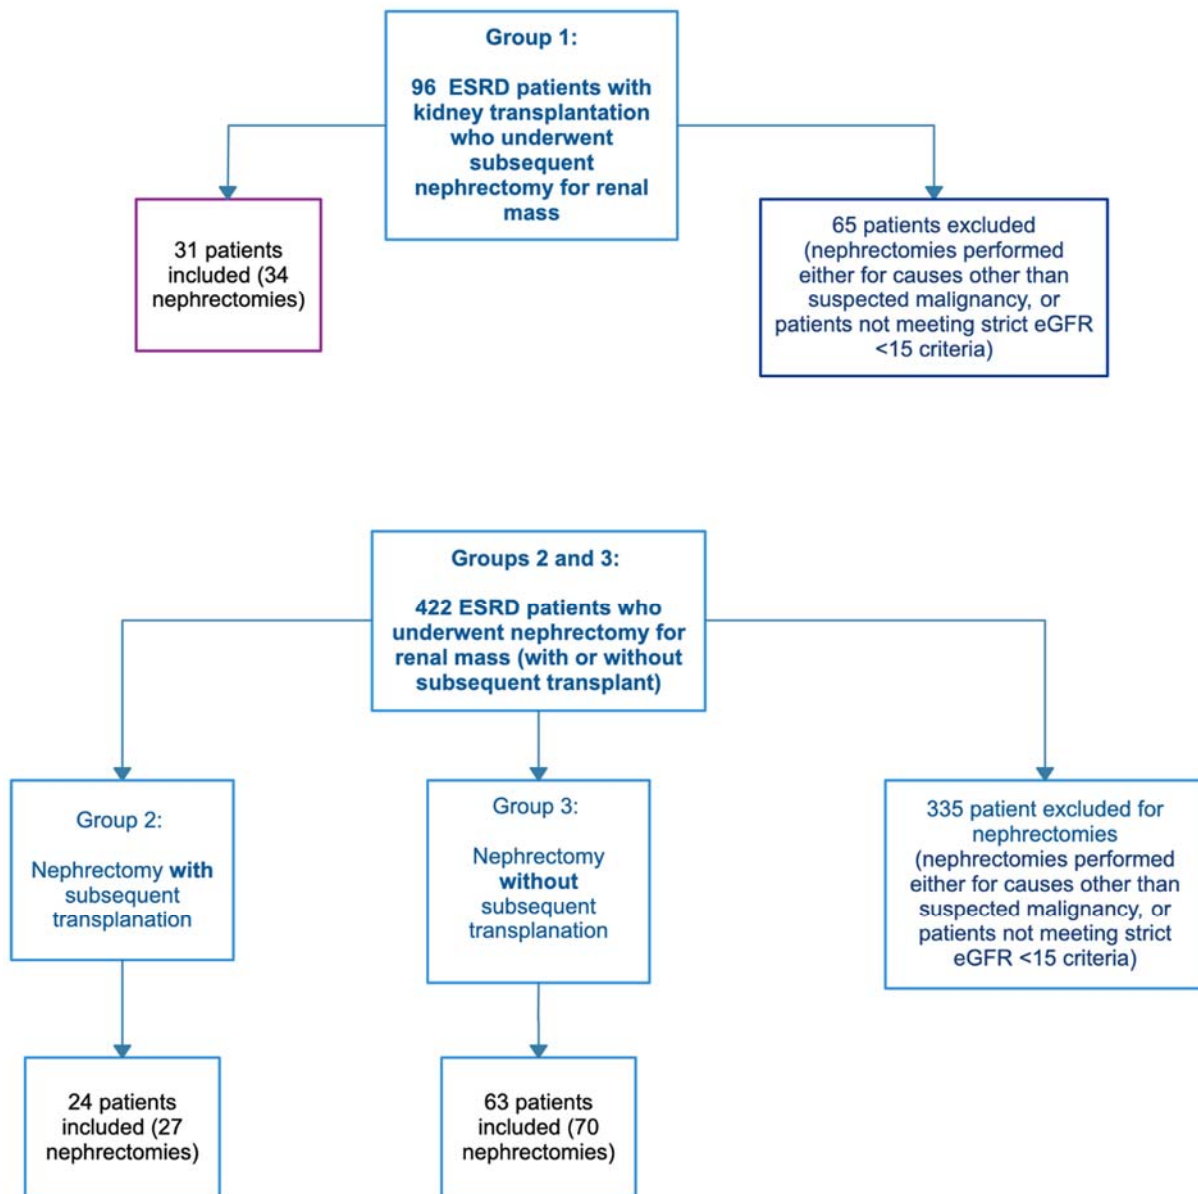 Group 1:
96 ESRD patients with
kidney transplantation
who underwent
subsequent
nephrectomy for renal
mass
31 patients
included (34
nephrectomies)
65 patients excluded
(nephrectomies performed
either for causes other than
suspected malignancy, or
patients not meeting strict eGFR
<15 criteria)
Groups 2 and 3:
422 ESRD patients who
underwent nephrectomy for
renal mass (with or without
subsequent transplant)
Group 2:
Nephrectomy with
subsequent
transplanation
Group 3:
Nephrectomy
without
subsequent
transplanation
335 patient excluded for
nephrectomies
(nephrectomies performed
either for causes other than
suspected malignancy, or
patients not meeting strict
eGFR <15 criteria)
24 patients
included (27
nephrectomies)
63 patients
included (70
nephrectomies)